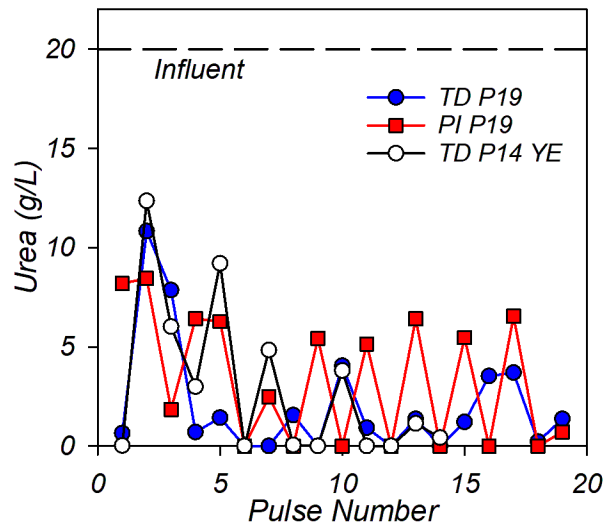 20
15
10
5
0
Urea (g/L)
Influent
TD P19
PI P19
TD P14 YE
0
5
10
15
20
Pulse Number